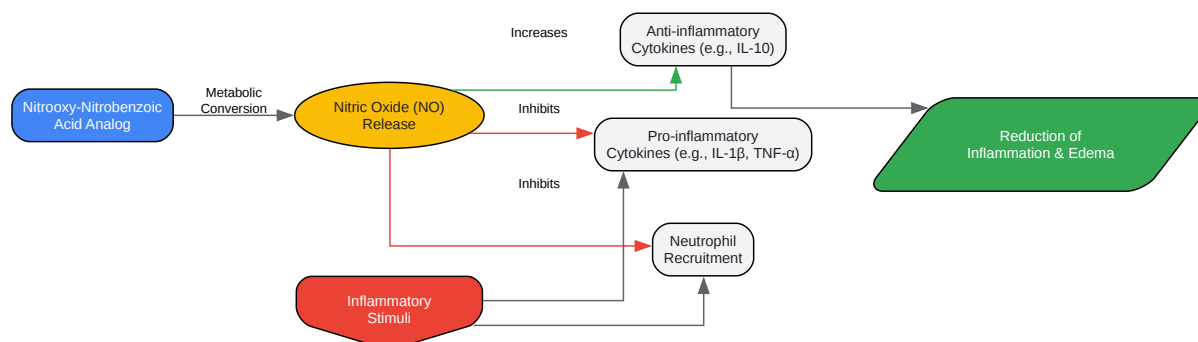 Nitrooxy-Nitrobenzoic
Acid Analog
Metabolic
Conversion
Nitric Oxide (NO)
Release
Increases
Anti-inflammatory
Cytokines (e.g., IL-10)
Inhibits
Pro-inflammatory
Cytokines (e.g., IL-1β, TNF-α)
Inhibits
Neutrophil
Recruitment
Inflammatory
Stimuli
Reduction of
Inflammation & Edema